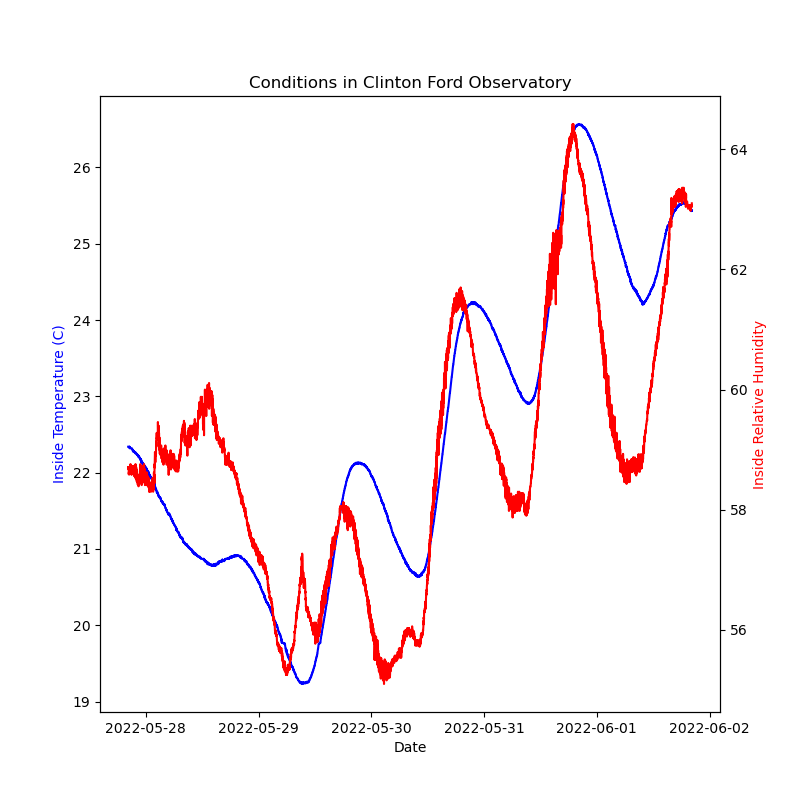 Conditions in Clinton Ford Observatory
26
25
24
23
22
21
20
19
Inside Temperature (C)
64
62
60
58
56
Inside Relative Humidity
2022-05-28 2022-05-29 2022-05-30 2022-05-31 2022-06-01 2022-06-02
Date